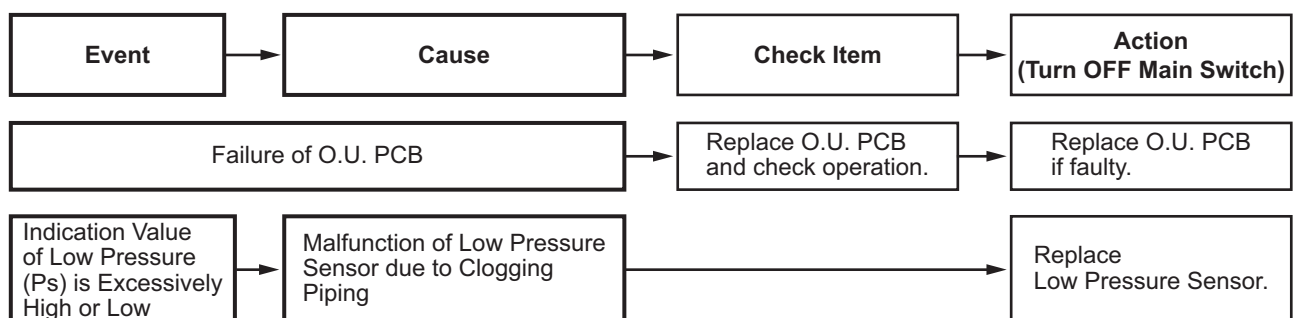 Event
Cause
Check Item
Action
(Turn OFF Main Switch)
Failure of O.U. PCB
Replace O.U. PCB
and check operation.
Replace O.U. PCB
if faulty.
Indication Value
of Low Pressure
(Ps) is Excessively
High or Low
Malfunction of Low Pressure
Sensor due to Clogging
Piping
Replace
Low Pressure Sensor.